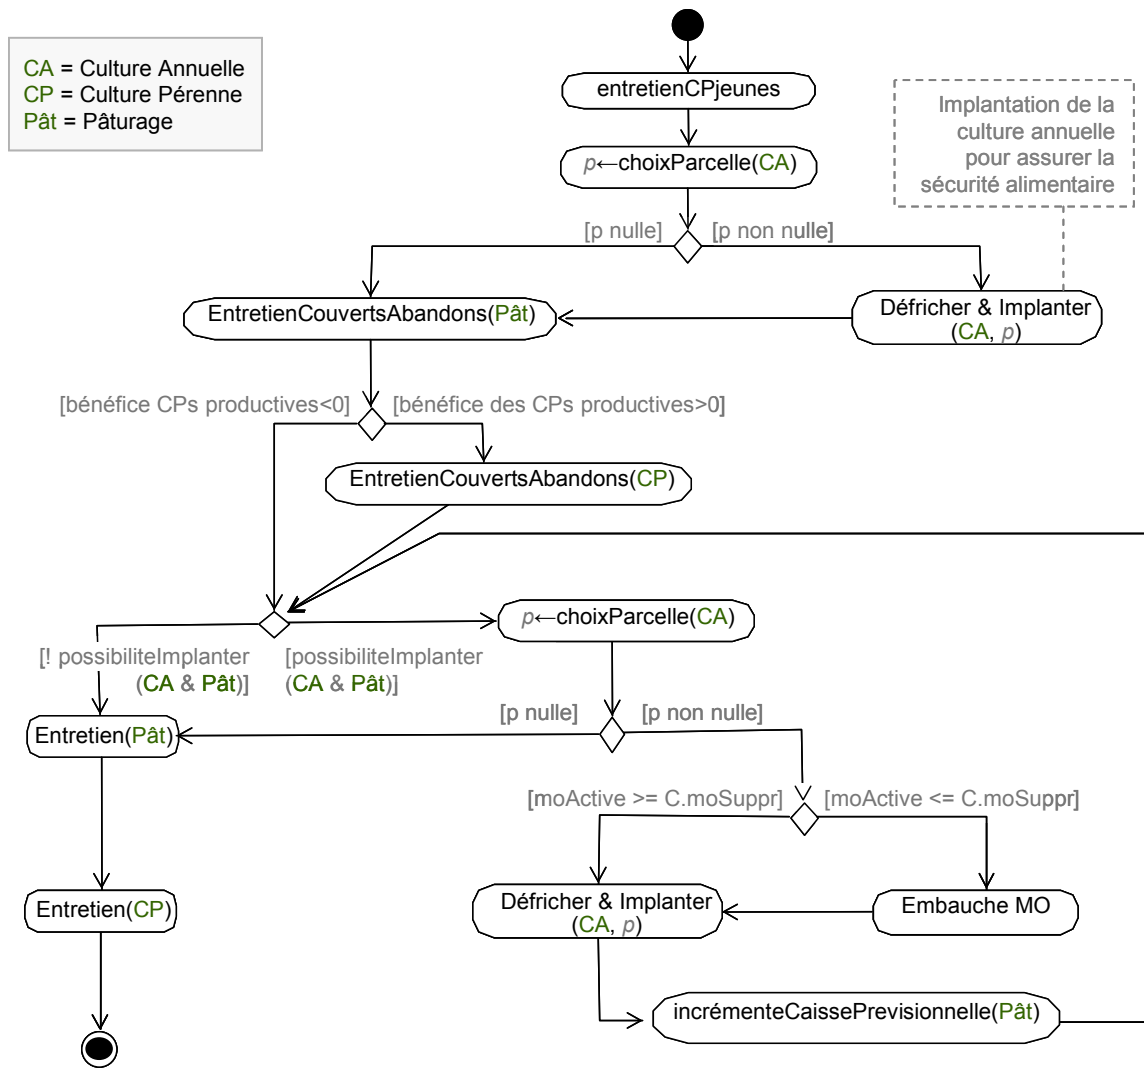 CA = Culture Annuelle
CP = Culture Pérenne
Pât = Pâturage
entretienCPjeunes
Implantation de la
culture annuelle
pour assurer la
sécurité alimentaire
p←choixParcelle(CA)
[p nulle]
[p non nulle]
EntretienCouvertsAbandons(Pât)
Défricher & Implanter
(CA, p)
[bénéfice CPs productives<0]
[bénéfice des CPs productives>0]
EntretienCouvertsAbandons(CP)
p←choixParcelle(CA)
[! possibiliteImplanter
(CA & Pât)]
[possibiliteImplanter
(CA & Pât)]
[p nulle]
[p non nulle]
Entretien(Pât)
[moActive >= C.moSuppr]
[moActive <= C.moSuppr]
Entretien(CP)
Défricher & Implanter
(CA, p)
Embauche MO
incrémenteCaissePrevisionnelle(Pât)